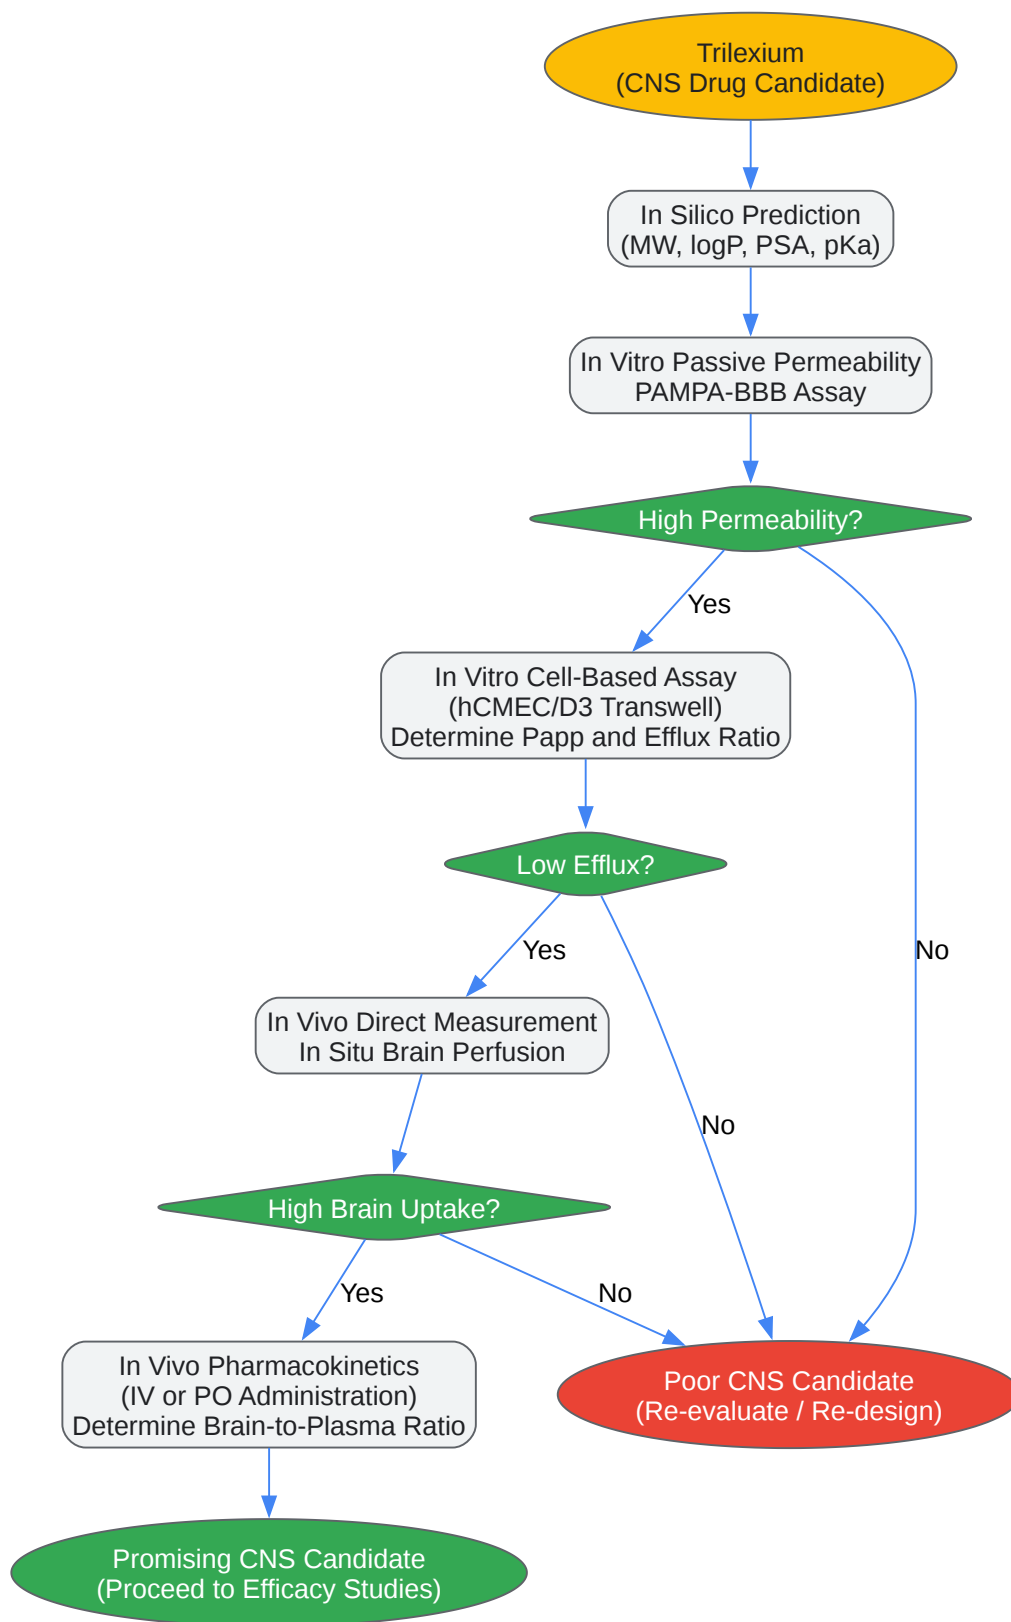 Trilexium
(CNS Drug Candidate)
In Silico Prediction
(MW, logP, PSA, pKa)
In Vitro Passive Permeability
PAMPA-BBB Assay
High Permeability?
Yes
In Vitro Cell-Based Assay
(hCMEC/D3 Transwell)
Determine Papp and Efflux Ratio
Low Efflux?
Yes
No
In Vivo Direct Measurement
In Situ Brain Perfusion
No
High Brain Uptake?
Yes
No
In Vivo Pharmacokinetics
(IV or PO Administration)
Determine Brain-to-Plasma Ratio
Poor CNS Candidate
(Re-evaluate / Re-design)
Promising CNS Candidate
(Proceed to Efficacy Studies)